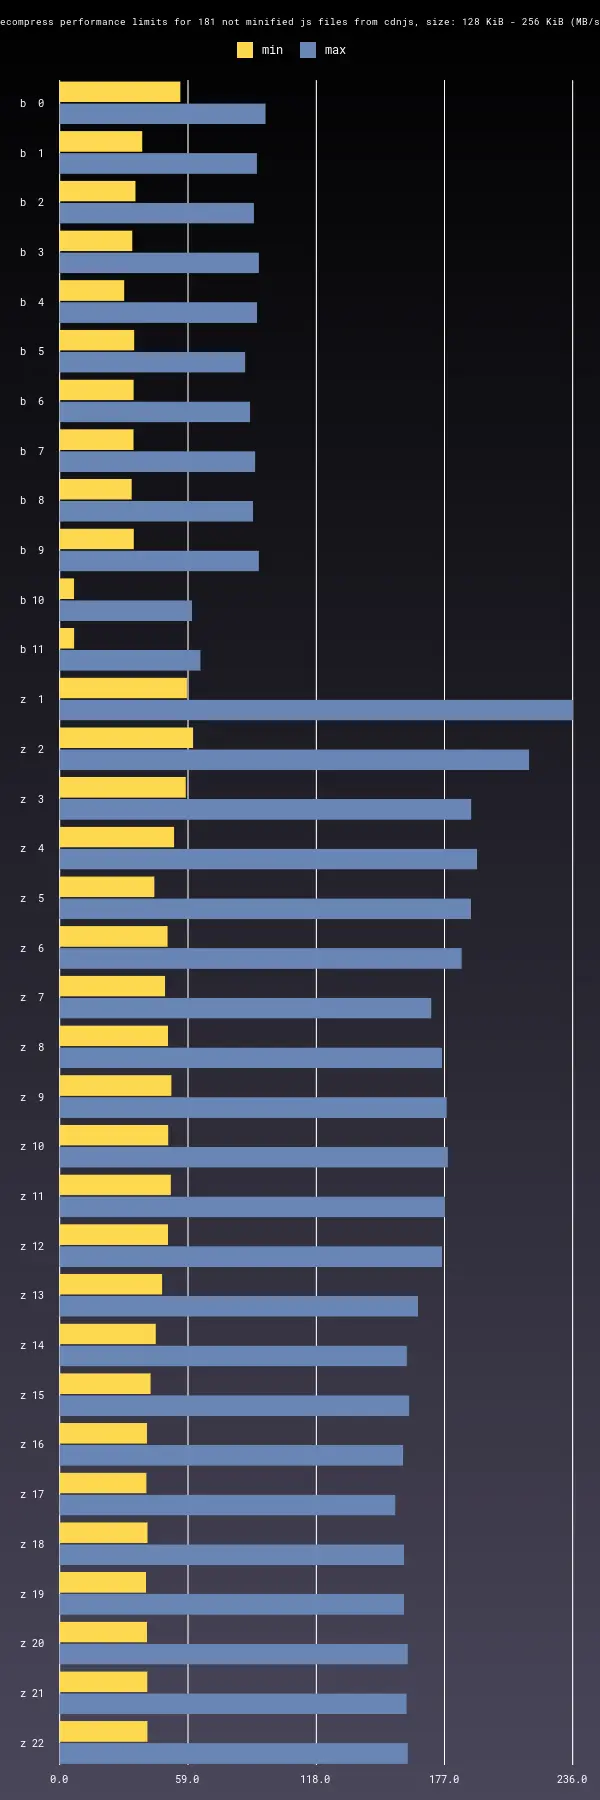 ecompress performance limits for 181 not minified js files from cdnjs, size: 128 KiB - 256 KiB (MB/s
min max
b 0
b 1
b 2
b 3
b 4
b 5
b 6
b 7
b 8
b 9
b 10
b 11
z 1
z 2
z 3
z 4
z 5
z 6
z 7
z 8
z 9
z 10
z 11
z 12
z 13
z 14
z 15
z 16
z 17
z 18
z 19
z 20
z 21
z 22
0.0 59.0 118.0 177.0 236.0